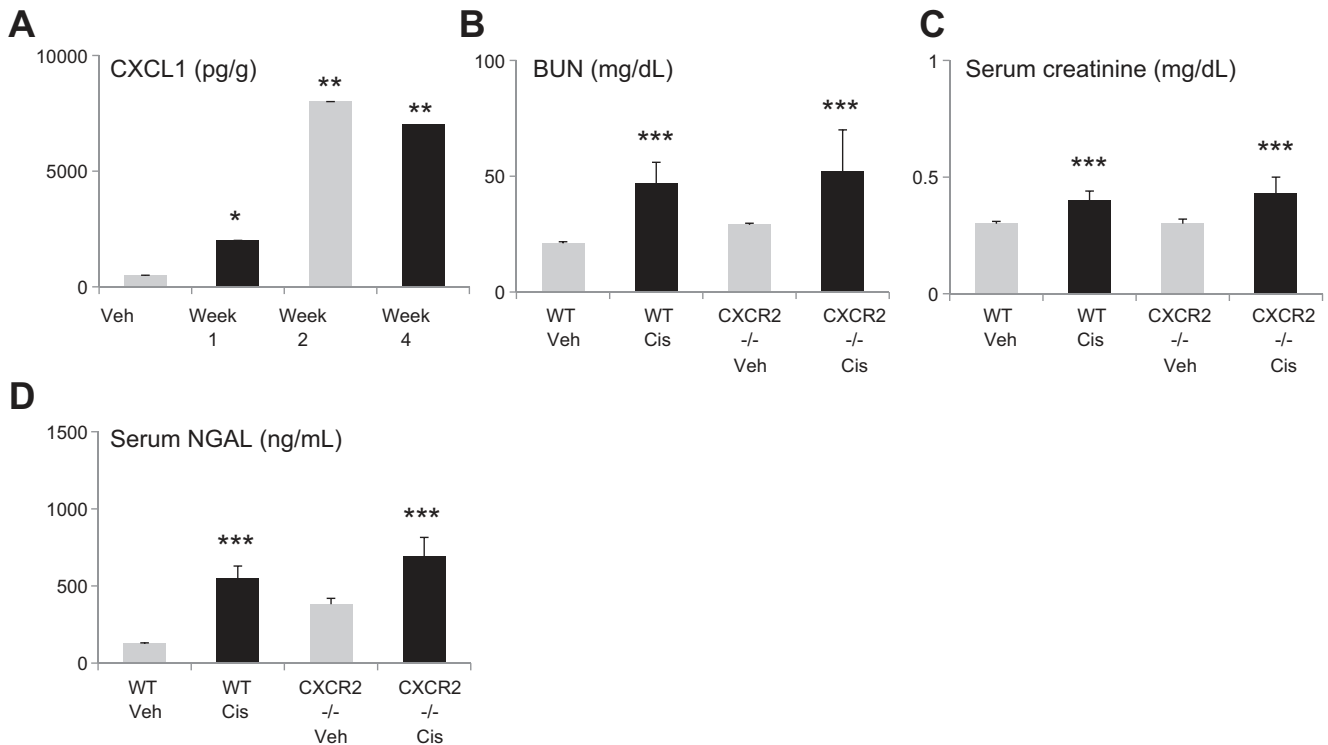 A
CXCL1 (pg/g)
10000
5000
0
*
**
**
Veh Week Week Week
1 2 4
B
BUN (mg/dL)
100
50
0
***
***
WT WT CXCR2 CXCR2
Veh Cis -/- -/-
Veh Cis
C
Serum creatinine (mg/dL)
1
0.5
0
***
***
WT WT CXCR2 CXCR2
Veh Cis -/- -/-
Veh Cis
D
Serum NGAL (ng/mL)
1500
1000
500
0
***
***
WT WT CXCR2 CXCR2
Veh Cis -/- -/-
Veh Cis